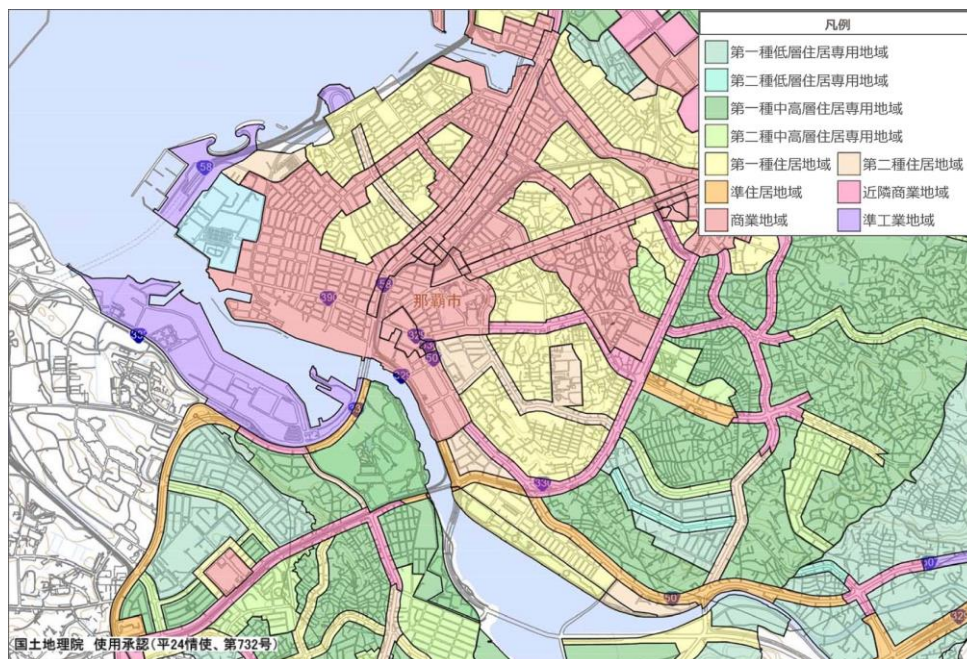 凡例
第一種低層住居専用地域
第二種低層住居専用地域
第一種中高層住居専用地域
第二種中高層住居専用地域
第一種住居地域
第二種住居地域
準住居地域
近隣商業地域
商業地域
準工業地域
58
58
390
那覇市
国土地理院 使用承認(平24情使、第732号)